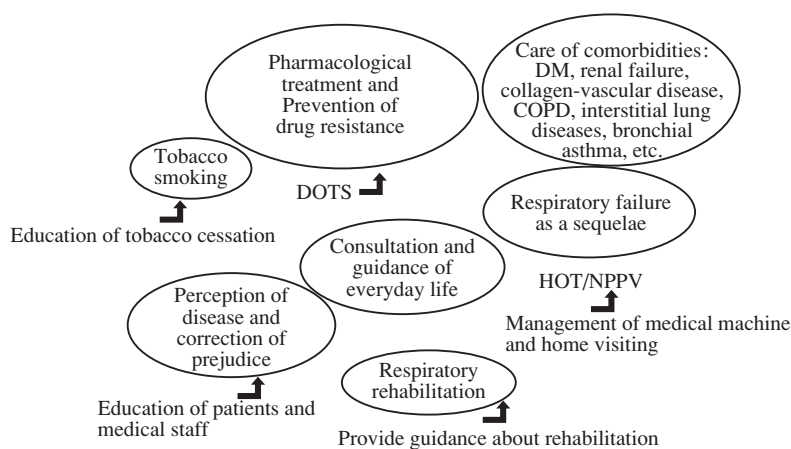 Pharmacological
treatment and
Prevention of
drug resistance
Care of comorbidities:
DM, renal failure,
collagen-vascular disease,
COPD, interstitial lung
diseases, bronchial
asthma, etc.
Tobacco
smoking
DOTS
Education of tobacco cessation
Respiratory failure
as a sequelae
Consultation and
guidance of
everyday life
HOT/NPPV
Management of medical machine
and home visiting
Perception of
disease and
correction of
prejudice
Education of patients and
medical staff
Respiratory
rehabilitation
Provide guidance about rehabilitation